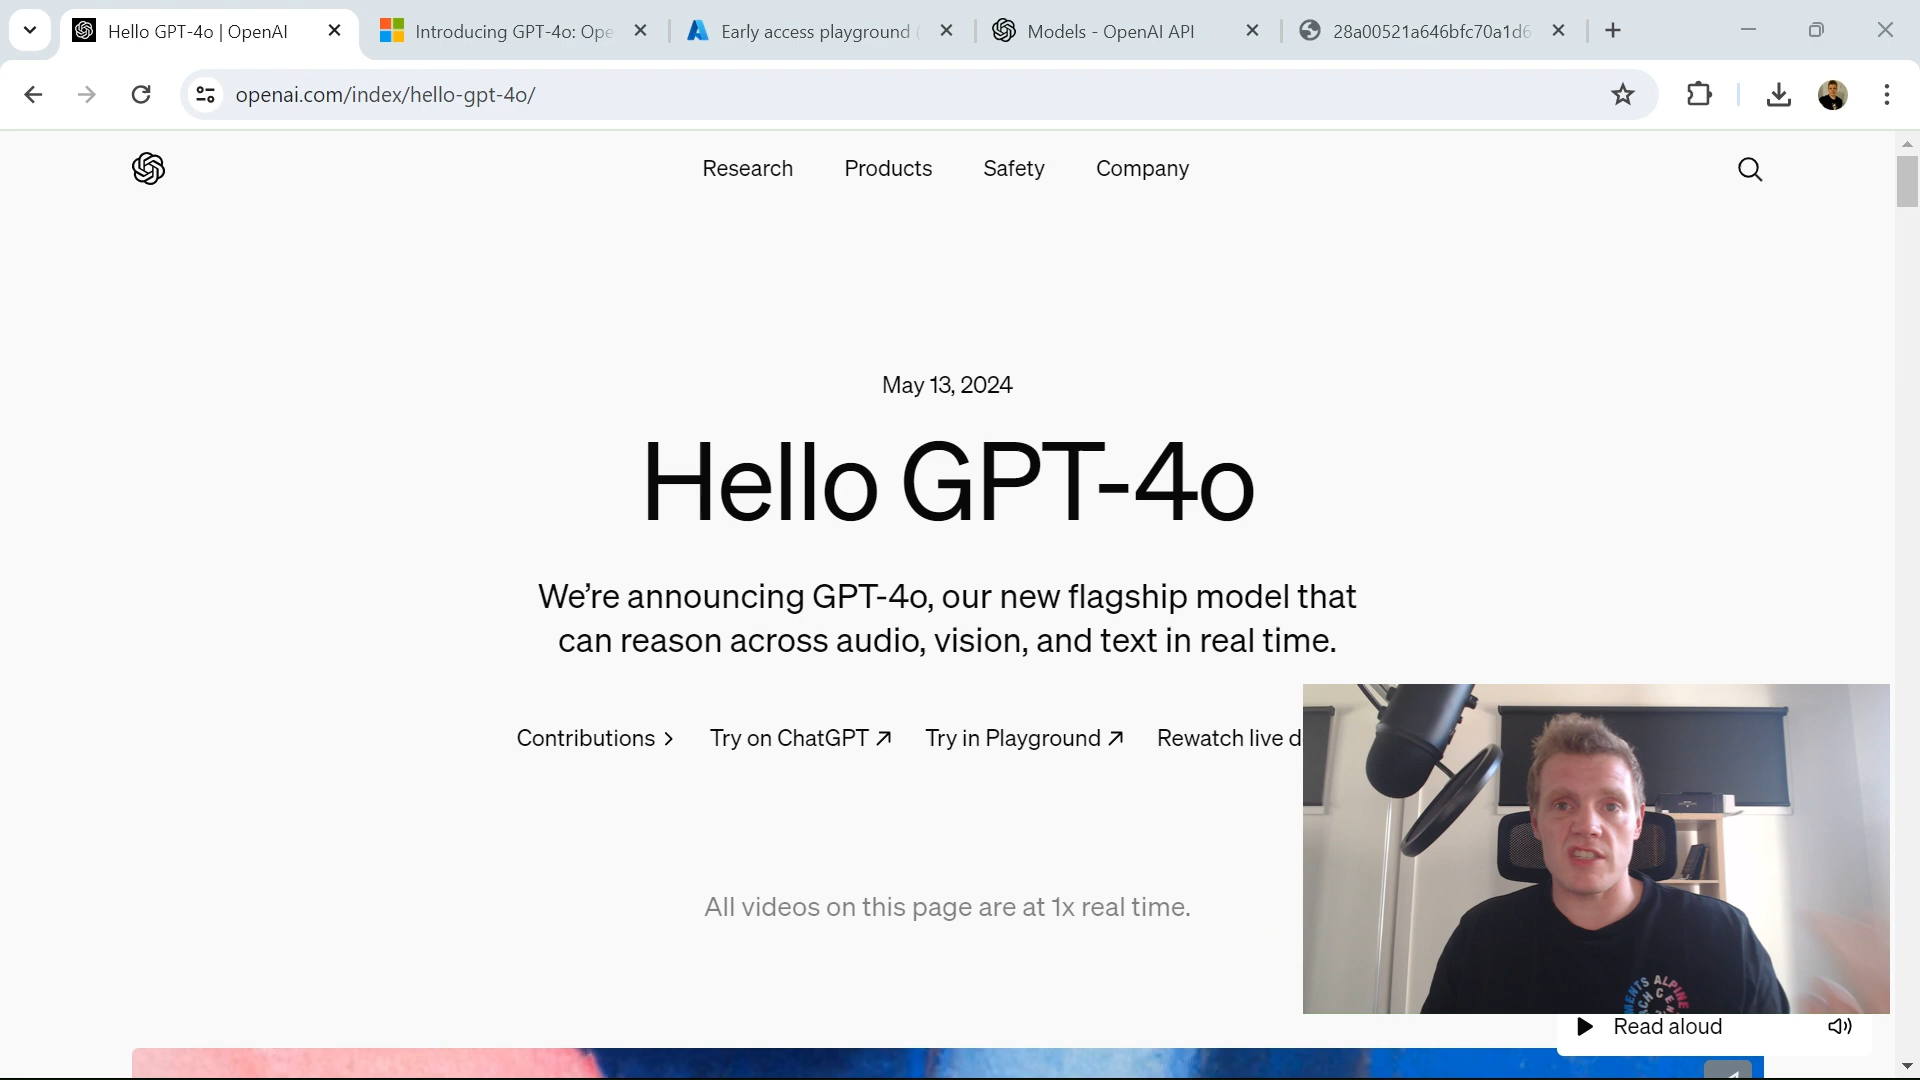 Hello GPT-4o | OpenAI
Introducing GPT-4o: Ope
Early access playground (
Models - OpenAI API
28a00521a646bfc70a1d6
openai.com/index/hello-gpt-4o/
Research
Products
Safety
Company
May 13, 2024
Hello GPT-4o
We’re announcing GPT-4o, our new flagship model that
can reason across audio, vision, and text in real time.
Contributions >
Try on ChatGPT ↗
Try in Playground ↗
Rewatch live d
All videos on this page are at 1x real time.
Read aloud